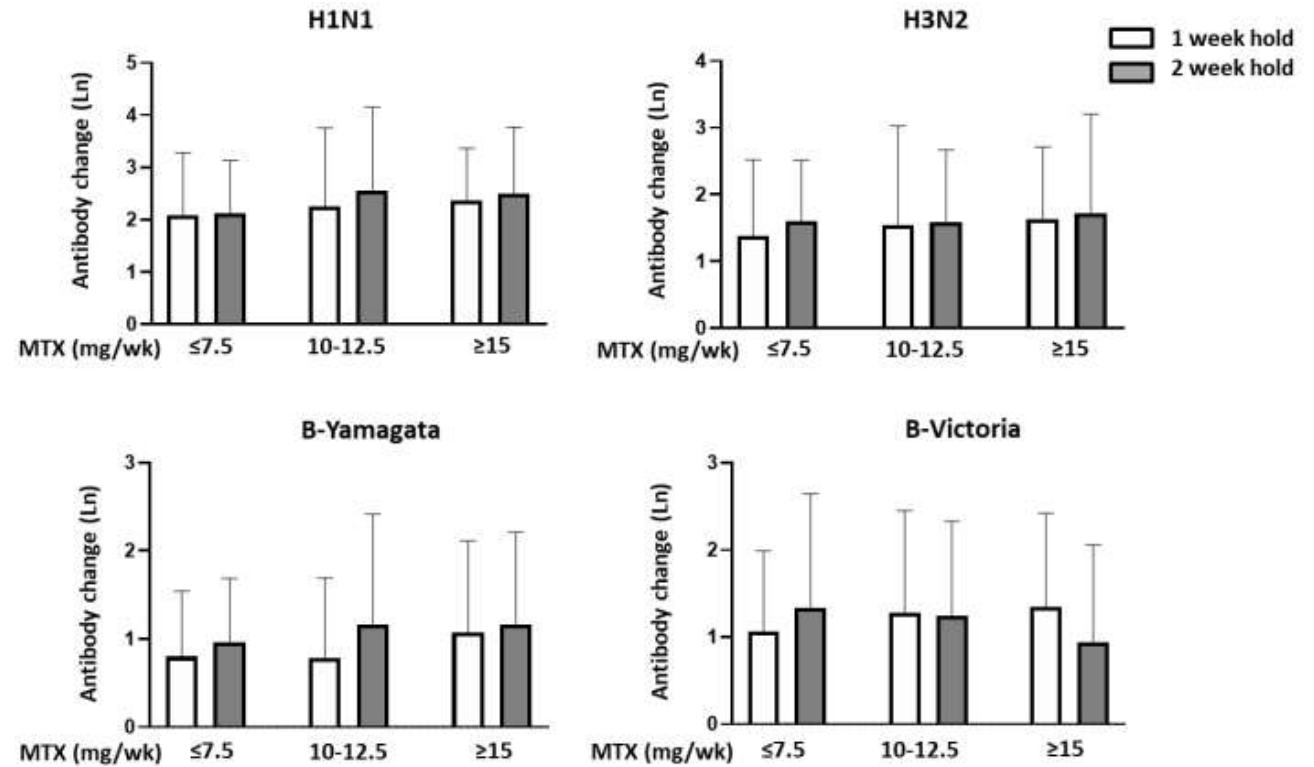 H1N1
H3N2
1 week hold
2 week hold
Antibody change (Ln)
5
4
3
2
1
0
MTX (mg/wk) ≤7.5 10-12.5 ≥15
Antibody change (Ln)
4
3
2
1
0
MTX (mg/wk) ≤7.5 10-12.5 ≥15
B-Yamagata
B-Victoria
Antibody change (Ln)
3
2
1
0
MTX (mg/wk) ≤7.5 10-12.5 ≥15
Antibody change (Ln)
3
2
1
0
MTX (mg/wk) ≤7.5 10-12.5 ≥15